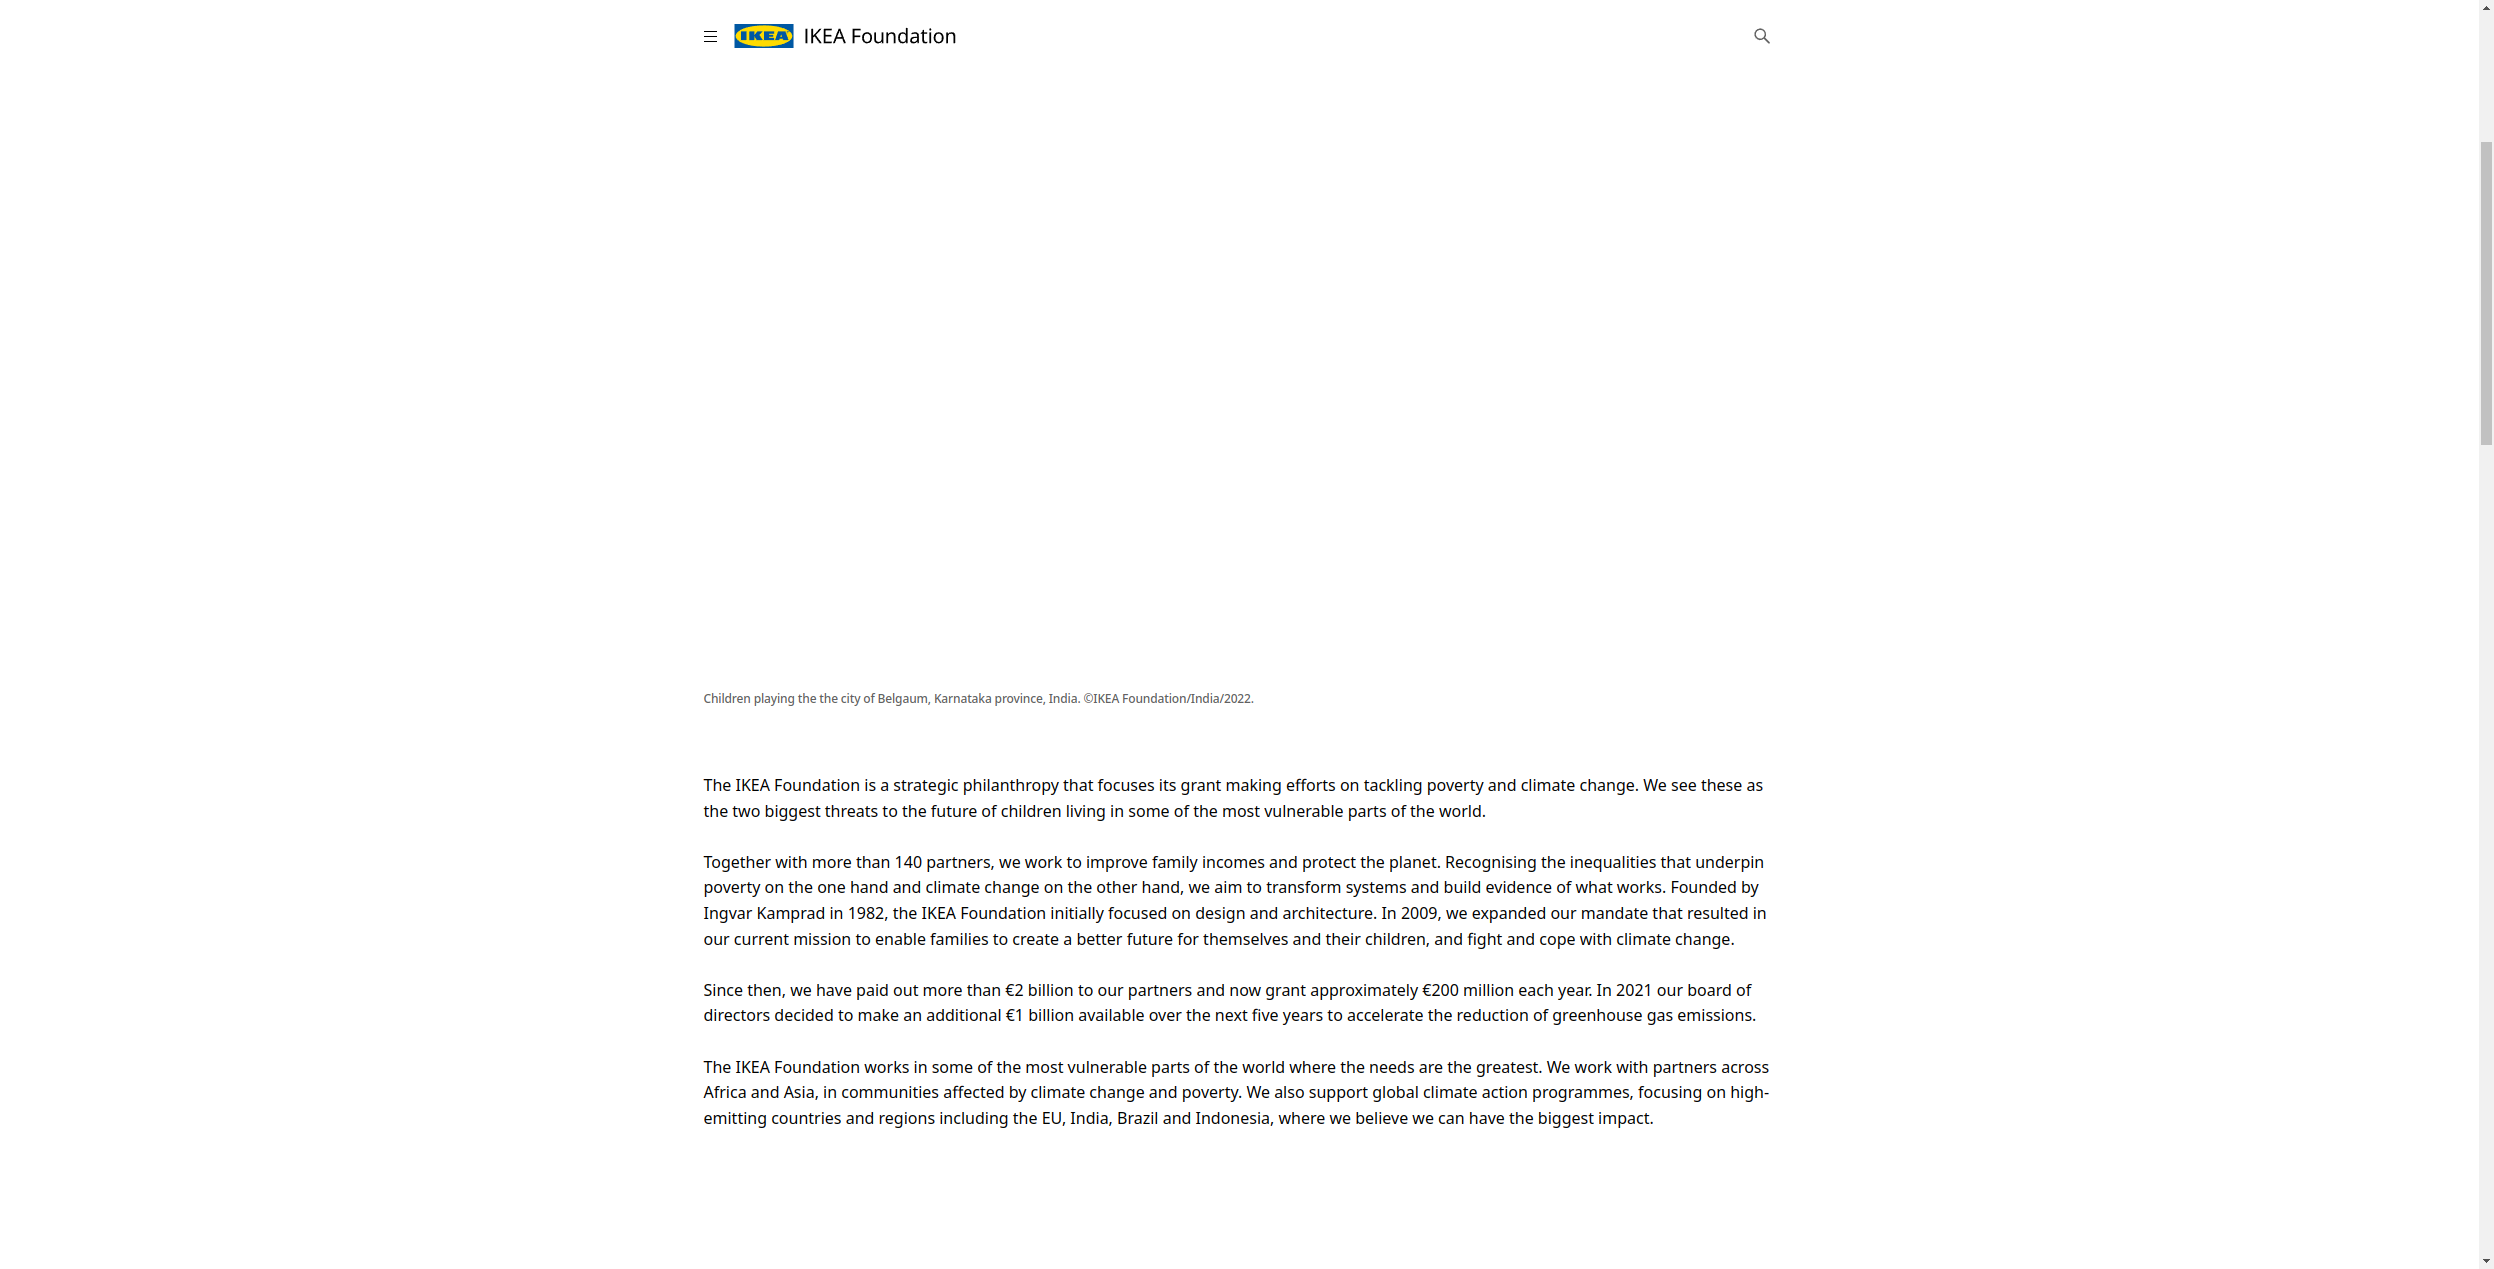 IKEA IKEA Foundation
Children playing the the city of Belgaum, Karnataka province, India. ©IKEA Foundation/India/2022.
The IKEA Foundation is a strategic philanthropy that focuses its grant making efforts on tackling poverty and climate change. We see these as
the two biggest threats to the future of children living in some of the most vulnerable parts of the world.
Together with more than 140 partners, we work to improve family incomes and protect the planet. Recognising the inequalities that underpin
poverty on the one hand and climate change on the other hand, we aim to transform systems and build evidence of what works. Founded by
Ingvar Kamprad in 1982, the IKEA Foundation initially focused on design and architecture. In 2009, we expanded our mandate that resulted in
our current mission to enable families to create a better future for themselves and their children, and fight and cope with climate change.
Since then, we have paid out more than €2 billion to our partners and now grant approximately €200 million each year. In 2021 our board of
directors decided to make an additional €1 billion available over the next five years to accelerate the reduction of greenhouse gas emissions.
The IKEA Foundation works in some of the most vulnerable parts of the world where the needs are the greatest. We work with partners across
Africa and Asia, in communities affected by climate change and poverty. We also support global climate action programmes, focusing on high-
emitting countries and regions including the EU, India, Brazil and Indonesia, where we believe we can have the biggest impact.